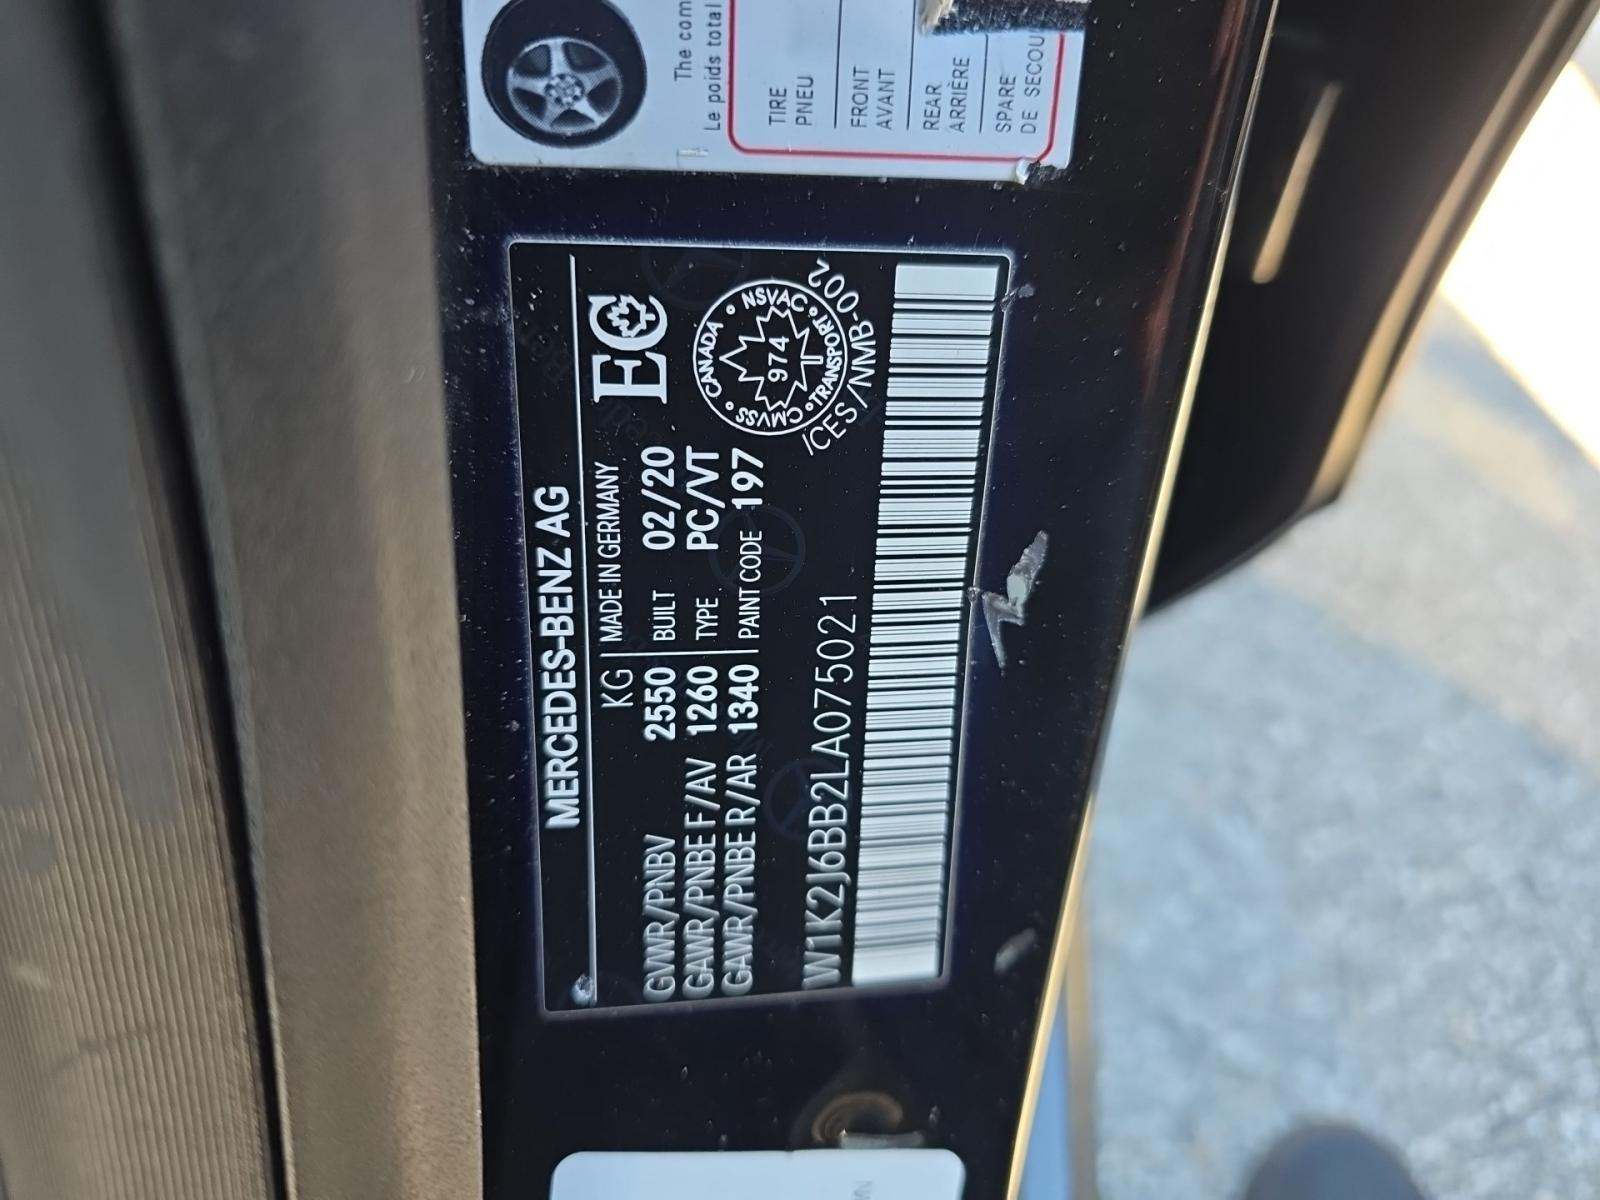 MERCEDES-BENZ AG
KG MADE IN GERMANY
GVWR/PNBV 2550 BUILT 02/20
GAWR/PNBE F/AV 1260 TYPE PC/VT
GAWR/PNBE R/AR 1340 PAINT CODE 197
EC
CANADA • NSVAC • TRANSPORT • CMVSS •
974
ICES/NMB-002
W1K2J6BB2LA075021
The com
Le poids total
TIRE
PNEU
FRONT
AVANT
REAR
ARRIÈRE
SPARE
DE SECOU